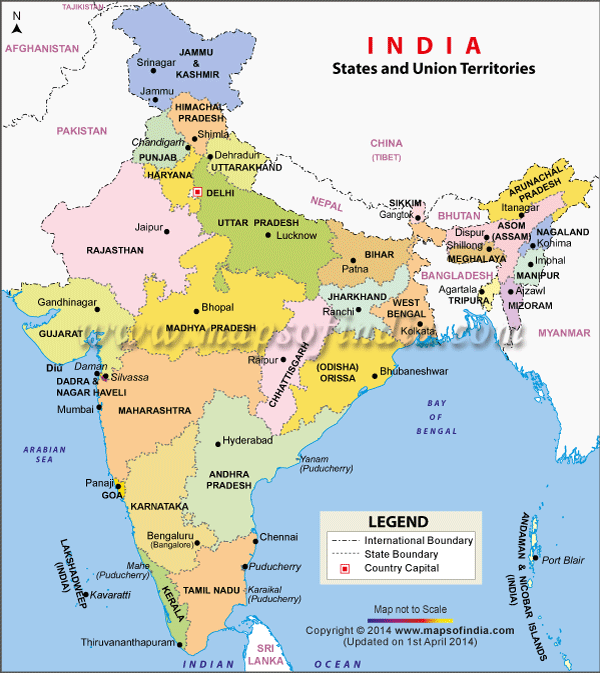 TAJIKISTAN
N
AFGHANISTAN
INDIA
States and Union Territories
JAMMU
&
KASHMIR
Srinagar
Jammu
HIMACHAL
PRADESH
PAKISTAN
Chandigarh
Shimla
CHINA
(TIBET)
PUNJAB
Dehradun
UTTARAKHAND
HARYANA
DELHI
ARUNACHAL
PRADESH
NEPAL
SIKKIM
Gangtok
BHUTAN
Itanagar
UTTAR PRADESH
Lucknow
Jaipur
RAJASTHAN
Dispur
ASOM
(ASSAM)
NAGALAND
Kohima
Shillong
MEGHALAYA
BIHAR
Patna
Imphal
MANIPUR
BANGLADESH
Agartala
TRIPURA
Aizawl
MIZORAM
JHARKHAND
Ranchi
WEST
BENGAL
Kolkata
Gandhinagar
GUJARAT
Bhopal
MADHYA PRADESH
MYANMAR
www.mapsofindia.com
Raipur
CHHATTISGARH
(ODISHA)
ORISSA
Bhubaneshwar
Diu
Daman
Silvassa
DADRA &
NAGAR HAVELI
Mumbai
MAHARASHTRA
BAY
OF
BENGAL
ARABIAN
SEA
Hyderabad
ANDHRA
PRADESH
Yanam
(Puducherry)
Panaji
GOA
KARNATAKA
Bengaluru
(Bangalore)
Chennai
LEGEND
International Boundary
State Boundary
Country Capital
ANDAMAN & NICOBAR ISLANDS
(INDIA)
Port Blair
LAKSHADWEEP
(INDIA)
Kavaratti
Mahe
(Puducherry)
Puducherry
KERALA
TAMIL NADU
Karaikal
(Puducherry)
Map not to Scale
Copyright © 2014 www.mapsofindia.com
(Updated on 1st April 2014)
Thiruvananthapuram
SRI
LANKA
INDIAN OCEAN